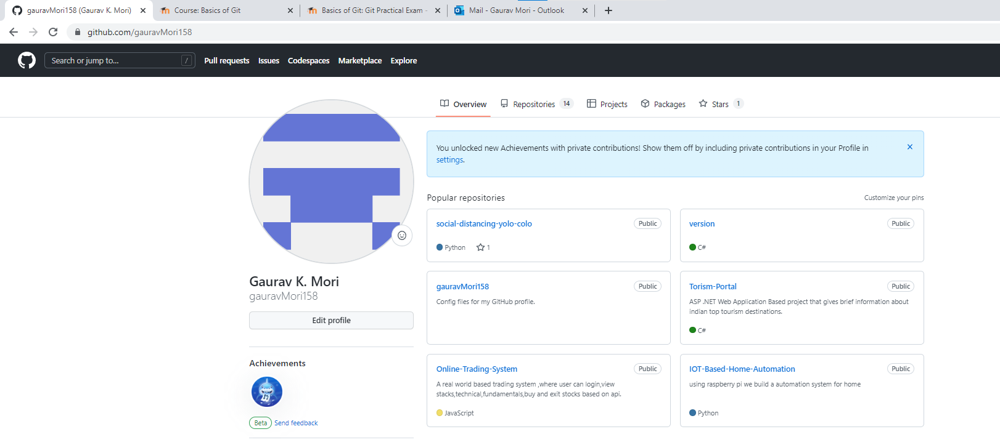 gauravMori158 (Gaurav K. Mori)
Course: Basics of Git
Basics of Git: Git Practical Exam -
Mail - Gaurav Mori - Outlook
github.com/gauravMori158
Search or jump to...
/
Pull requests
Issues
Codespaces
Marketplace
Explore
Overview
Repositories 14
Projects
Packages
Stars 1
You unlocked new Achievements with private contributions! Show them off by including private contributions in your Profile in
settings.
Popular repositories
Customize your pins
social-distancing-yolo-colo
Public
Python
1
version
Public
C#
gauravMori158
Public
Config files for my GitHub profile.
Torism-Portal
Public
ASP .NET Web Application Based project that gives brief information about
indian top tourism destinations.
C#
Online-Trading-System
Public
A real world based trading system ,where user can login,view
stacks,technical,fundamentals,buy and exit stocks based on api.
JavaScript
IOT-Based-Home-Automation
Public
using raspberry pi we build a automation system for home
Python
Gaurav K. Mori
gauravMori158
Edit profile
Achievements
Beta Send feedback